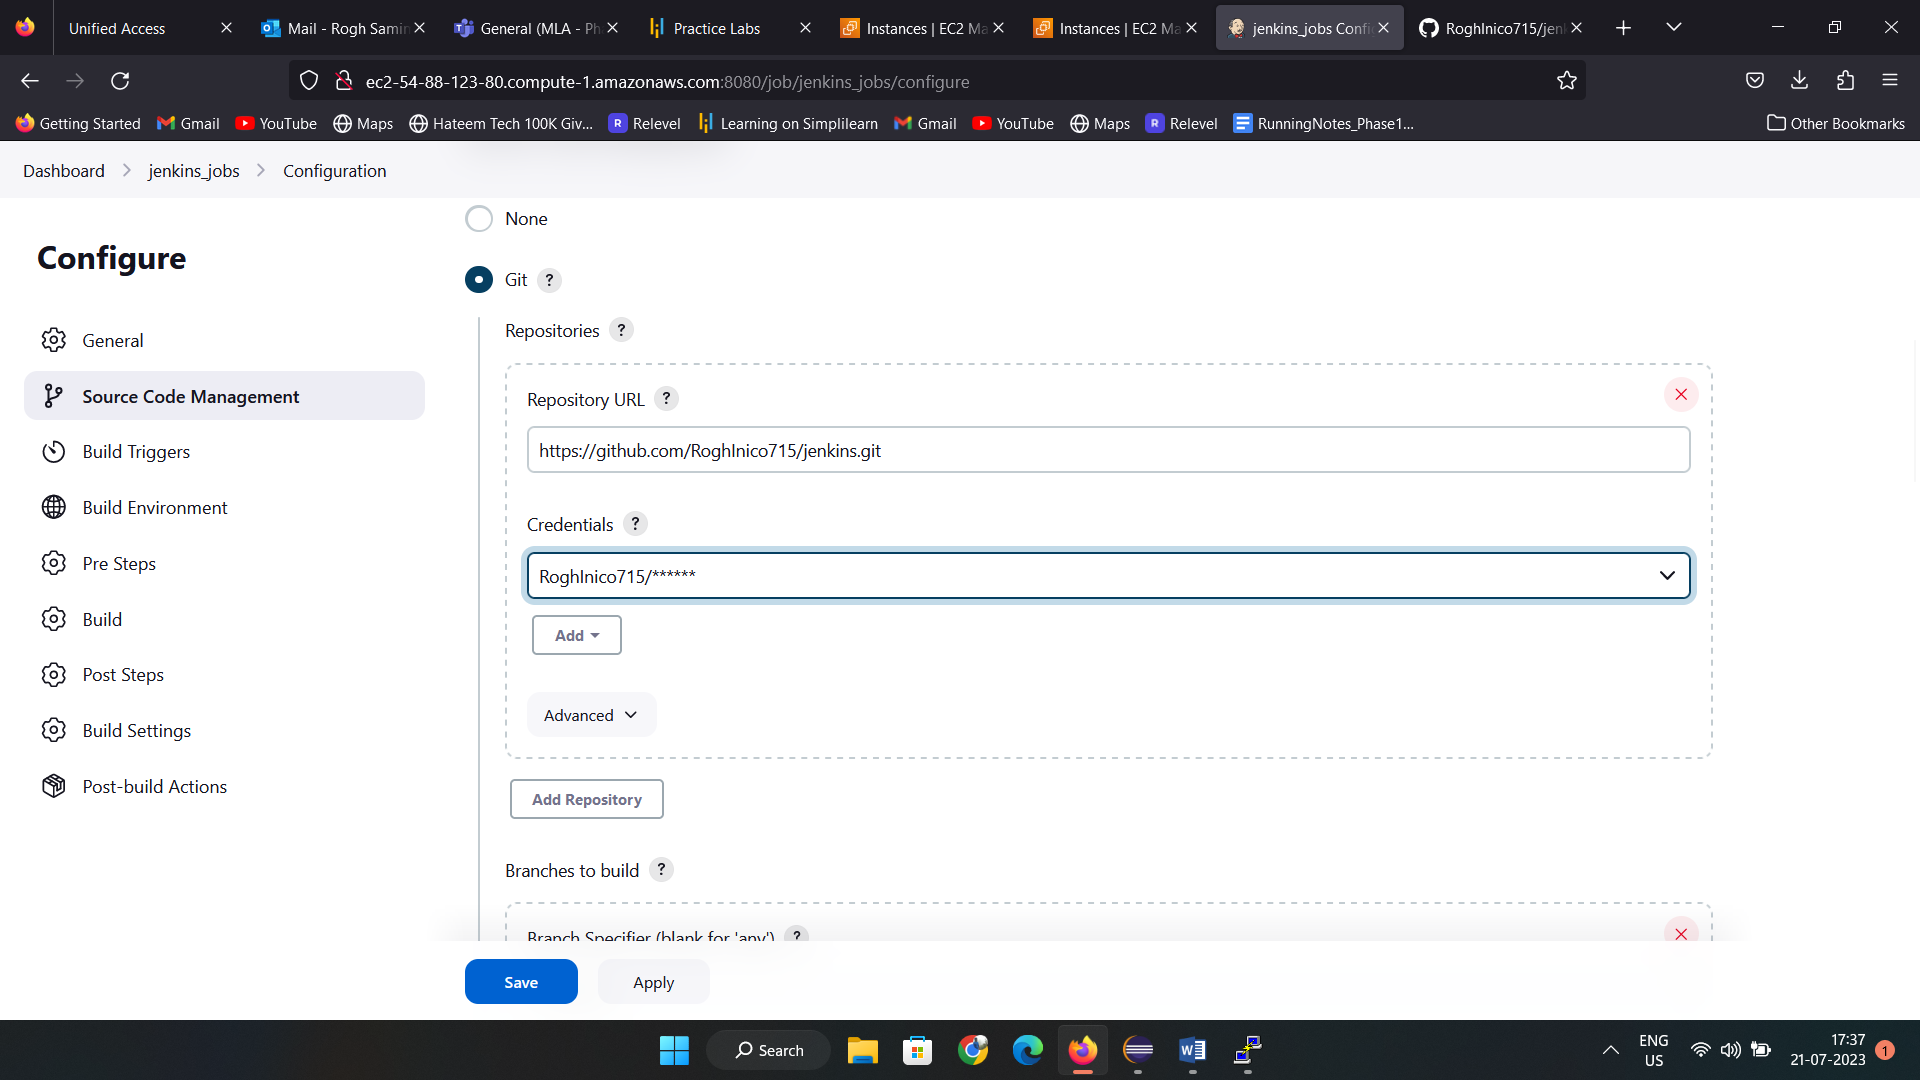 Unified Access
Mail - Rogh Samin
General (MLA - Ph
Practice Labs
Instances | EC2 Ma
Instances | EC2 Ma
jenkins_jobs Confi
RoghInico715/jenk
ec2-54-88-123-80.compute-1.amazonaws.com:8080/job/jenkins_jobs/configure
Getting Started
Gmail
YouTube
Maps
Hateem Tech 100K Giv...
Relevel
Learning on Simplilearn
Gmail
YouTube
Maps
Relevel
RunningNotes_Phase1...
Other Bookmarks
Dashboard
jenkins_jobs
Configuration
Configure
General
Source Code Management
Build Triggers
Build Environment
Pre Steps
Build
Post Steps
Build Settings
Post-build Actions
None
Git ?
Repositories ?
Repository URL ?
https://github.com/RoghInico715/jenkins.git
Credentials ?
RoghInico715/******
Add
Advanced
Add Repository
Branches to build ?
Branch Specifier (blank for 'any') ?
Save
Apply
Search
ENG
US
17:37
21-07-2023
1